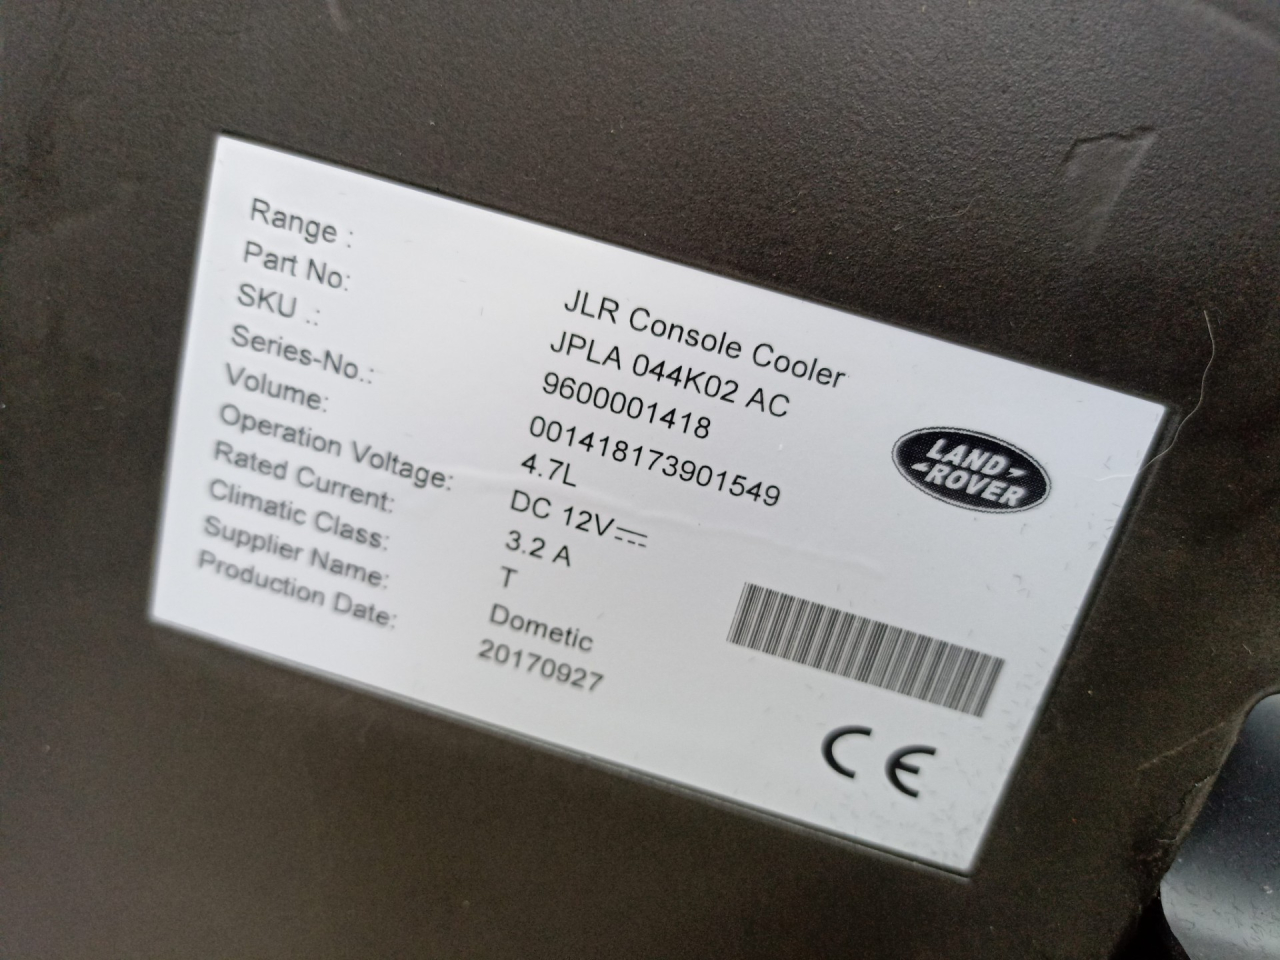 Range : JLR Console Cooler
Part No: JPLA 044K02 AC
SKU .: 9600001418
Series-No.: 001418173901549
Volume: 4.7L
Operation Voltage: DC 12V
Rated Current: 3.2 A
Climatic Class: T
Supplier Name: Dometic
Production Date: 20170927
LAND
ROVER
CE